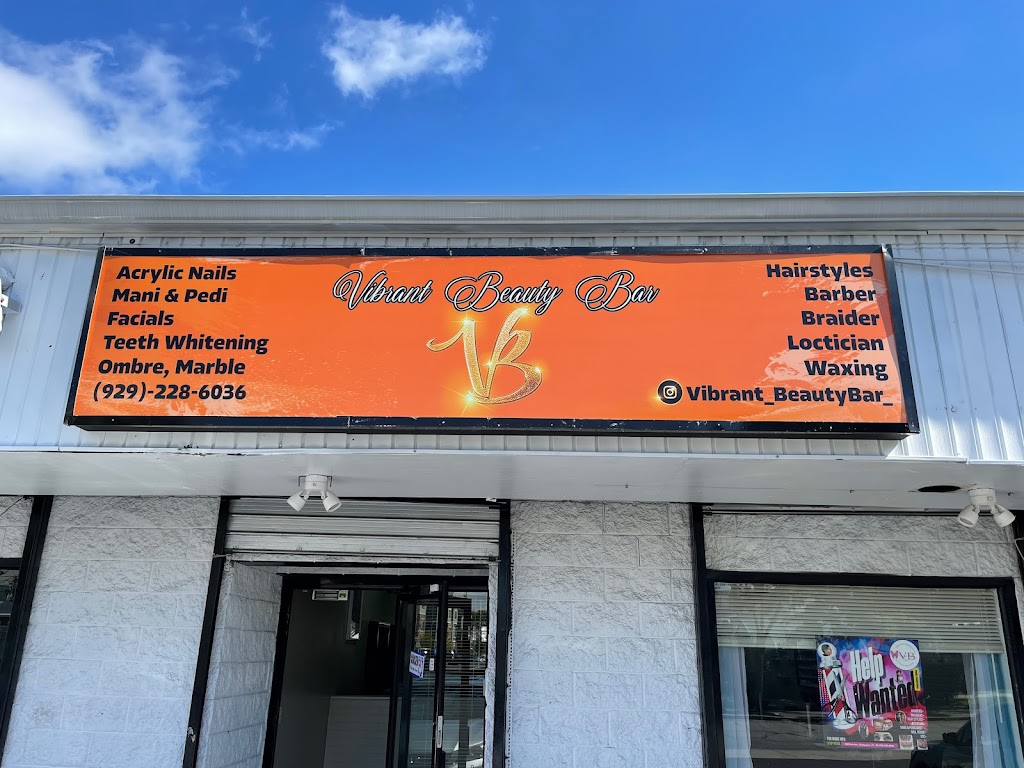 Vibrant Beauty Bar
VB
Acrylic Nails
Mani & Pedi
Facials
Teeth Whitening
Ombre, Marble
(929)-228-6036
Hairstyles
Barber
Braider
Loctician
Waxing
Vibrant_BeautyBar_
Help
Wanted!
VB